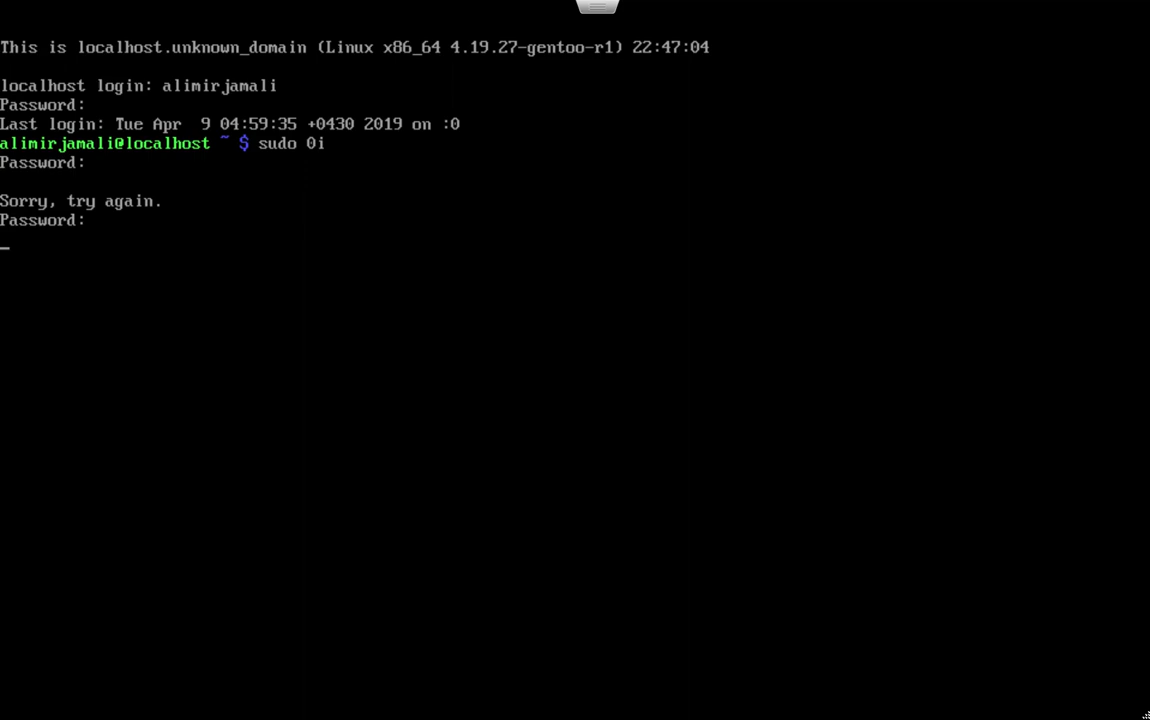 This is localhost.unknown_domain (Linux x86_64 4.19.27-gentoo-r1) 22:47:04
localhost login: alimirjamali
Password:
Last login: Tue Apr  9 04:59:35 +0430 2019 on :0
alimirjamali@localhost ~ $ sudo 0i
Password:
Sorry, try again.
Password: